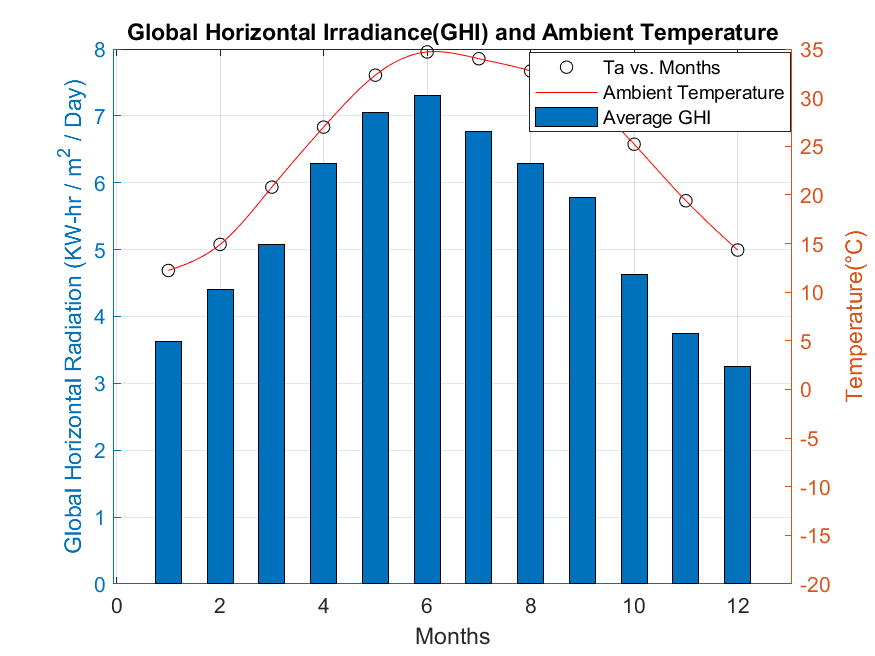 Global Horizontal Irradiance(GHI) and Ambient Temperature
Global Horizontal Radiation (KW-hr / m² / Day)
8
7
6
5
4
3
2
1
0
Ta vs. Months
Ambient Temperature
Average GHI
35
30
25
20
15
10
5
0
-5
-10
-15
-20
Temperature(°C)
0 2 4 6 8 10 12
Months